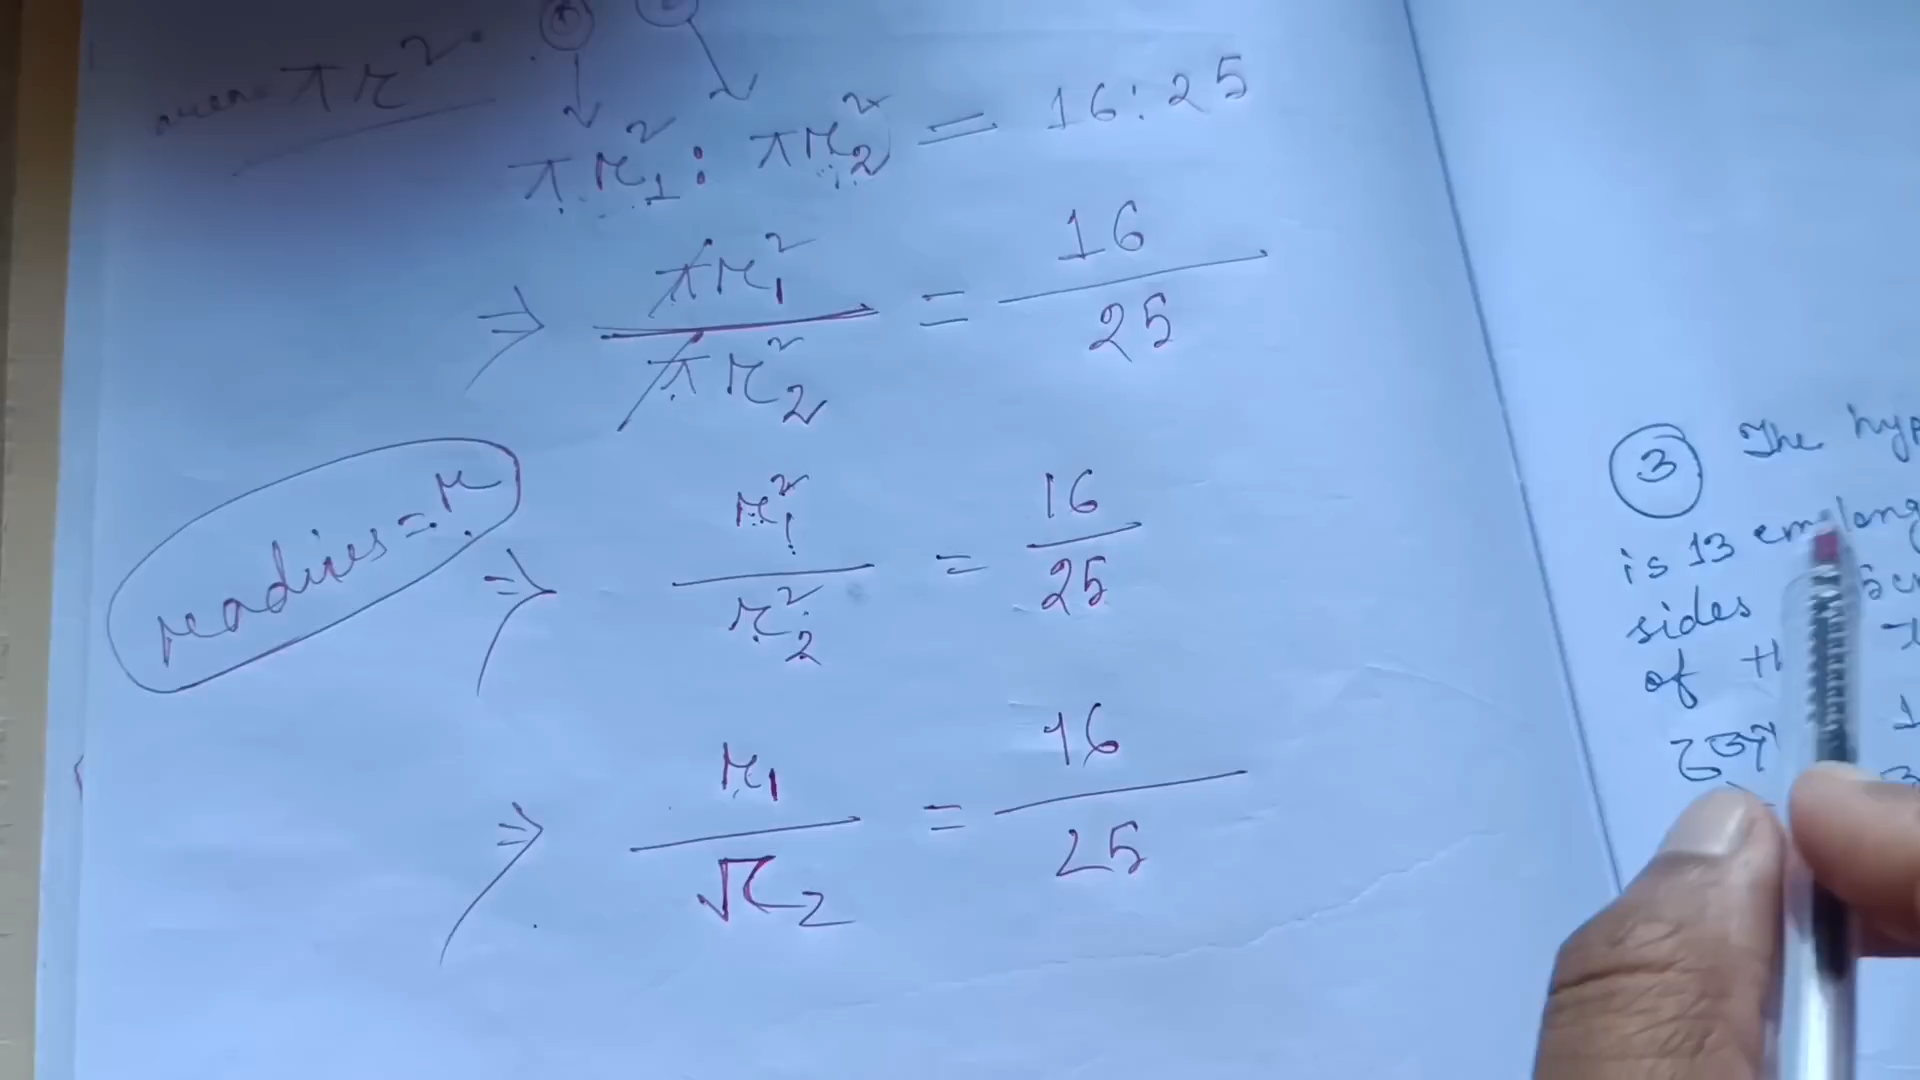 πr²
πr₁² : πr₂² = 16:25
⇒ πr₁² / πr₂² = 16 / 25
radius = r
⇒ r₁² / r₂² = 16 / 25
⇒ r₁ / √r₂ = 16 / 25
③ The hyp
is 13 cm long
sides
of